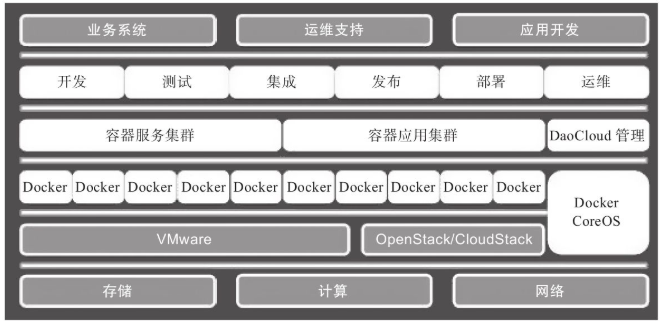 业务系统 运维支持 应用开发
开发 测试 集成 发布 部署 运维
容器服务集群 容器应用集群 DaoCloud 管理
Docker Docker Docker Docker Docker Docker Docker Docker Docker Docker
Docker
CoreOS
VMware OpenStack/CloudStack
存储 计算 网络